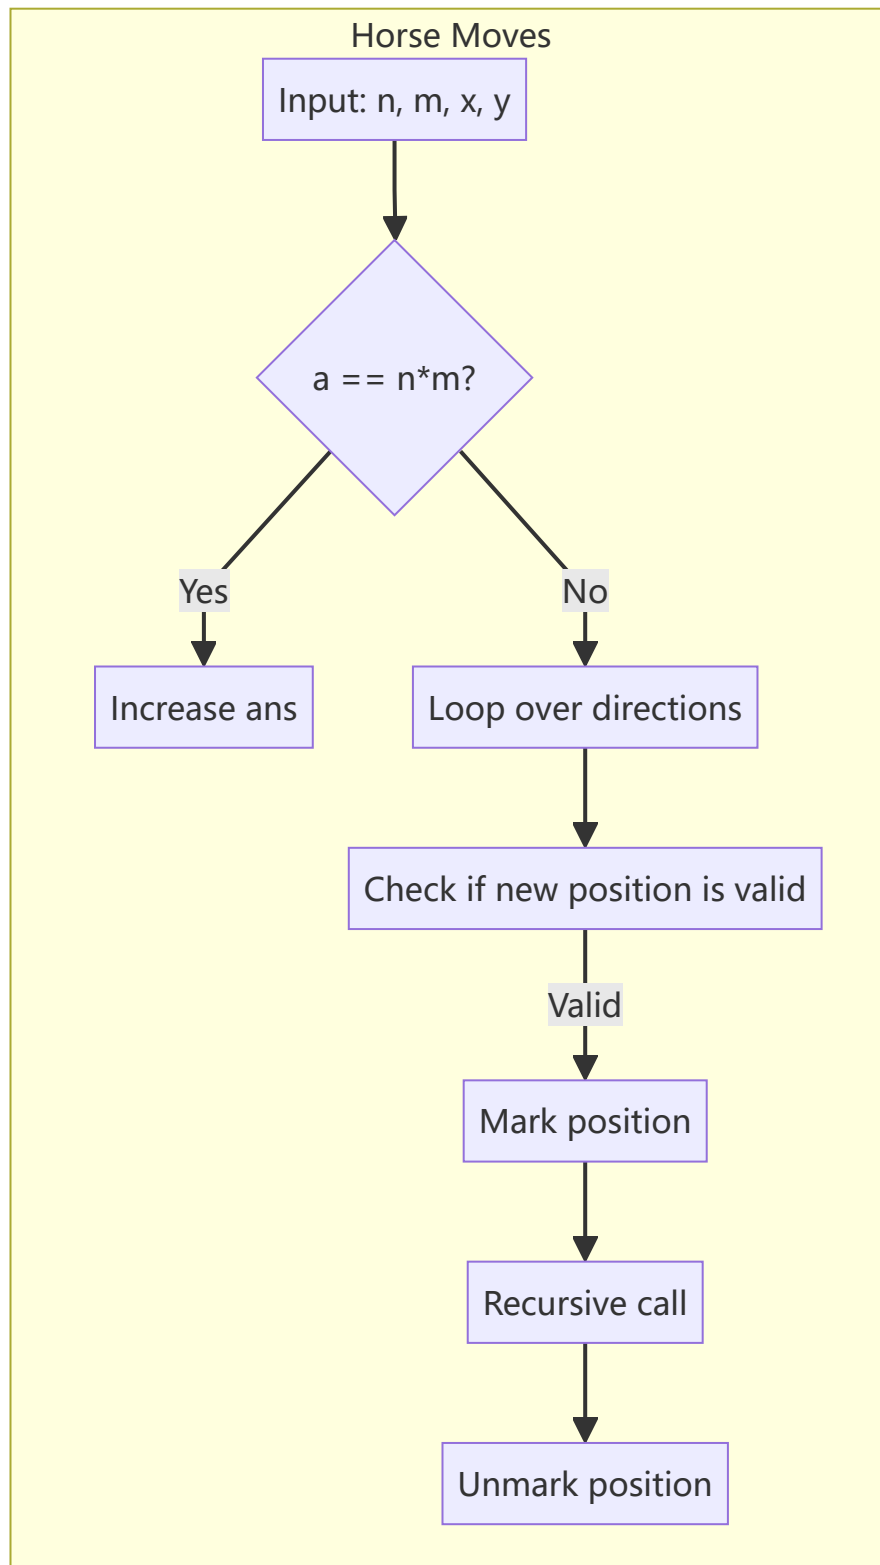 Horse Moves
Input: n, m, x, y
a == n*m?
Yes
No
Increase ans
Loop over directions
Check if new position is valid
Valid
Mark position
Recursive call
Unmark position